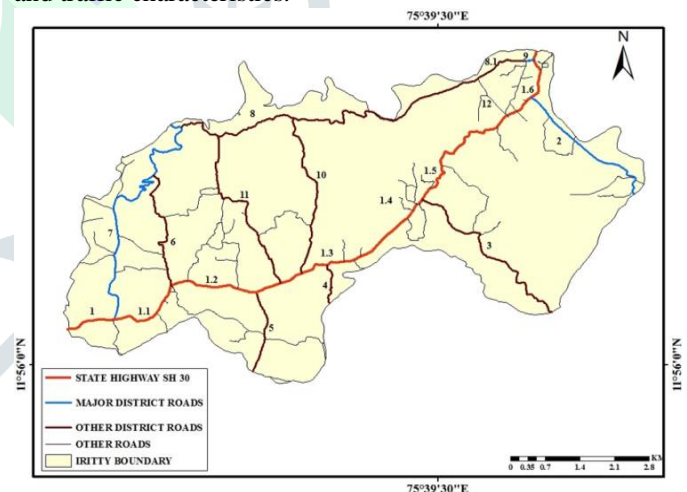 and traffic characteristics.
75°39'30"E
N
9
8.1
1.6
12
8
2
10
1.5
1.4
11
7
6
3
1.3
1.2
4
1
1.1
5
11°56'0"N
11°56'0"N
STATE HIGHWAY SH 30
MAJOR DISTRICT ROADS
OTHER DISTRICT ROADS
OTHER ROADS
IRITTY BOUNDARY
0 0.35 0.7 1.4 2.1 2.8
75°39'30"E